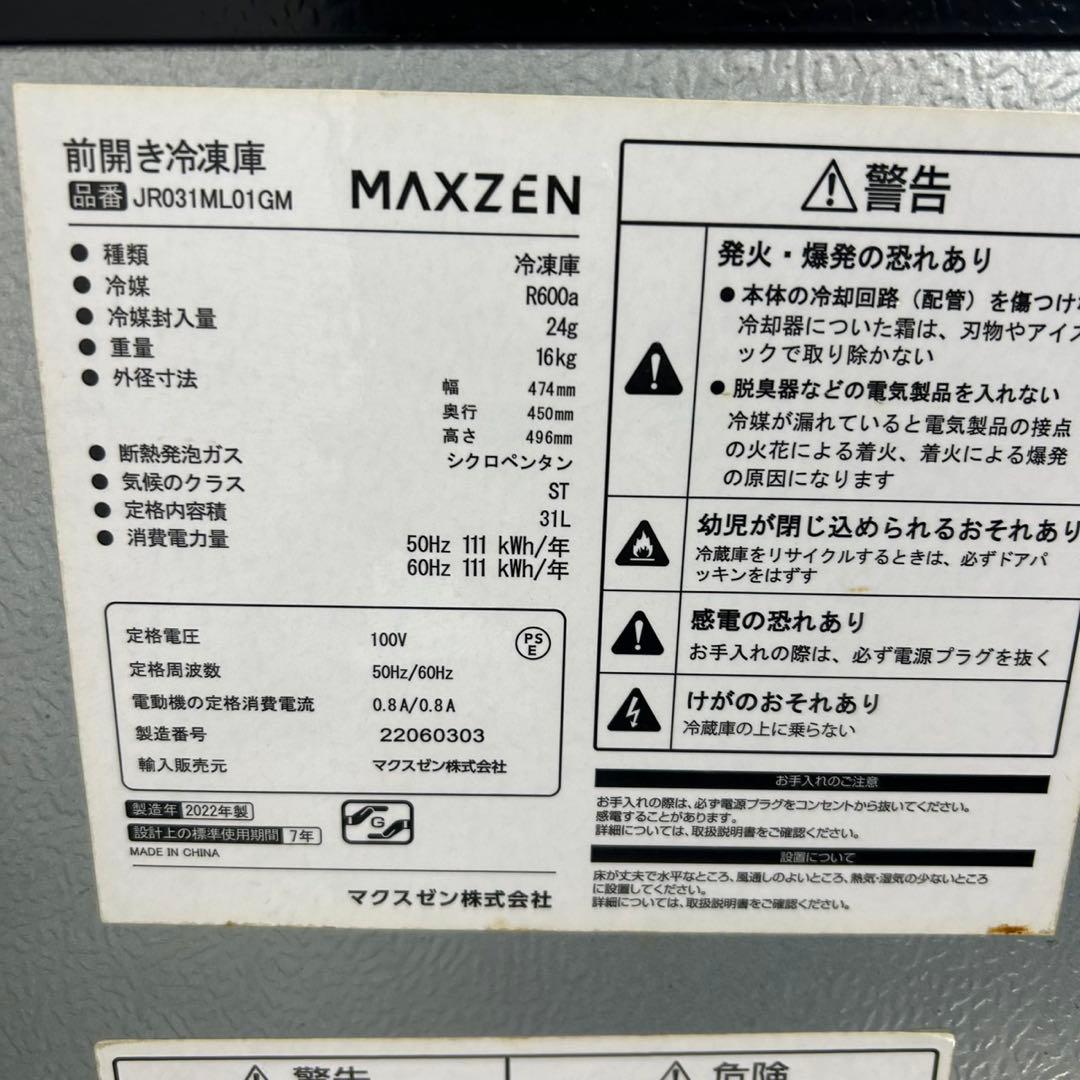 前開き冷凍庫
品番 JR031ML01GM
MAXZEN
● 種類 冷凍庫
● 冷媒 R600a
● 冷媒封入量 24g
● 重量 16kg
● 外径寸法 幅 474mm
奥行 450mm
高さ 496mm
● 断熱発泡ガス シクロペンタン
● 気候のクラス ST
● 定格内容積 31L
● 消費電力量 50Hz 111 kWh/年
60Hz 111 kWh/年
定格電圧 100V
PS
E
定格周波数 50Hz/60Hz
電動機の定格消費電流 0.8A/0.8A
製造番号 22060303
輸入販売元 マクスゼン株式会社
製造年 2022年製
設計上の標準使用期間 7年
G
MADE IN CHINA
マクスゼン株式会社
警告
発火・爆発の恐れあり
● 本体の冷却回路（配管）を傷つけ
冷却器についた霜は、刃物やアイス
ックで取り除かない
● 脱臭器などの電気製品を入れない
冷媒が漏れていると電気製品の接点
の火花による着火、着火による爆発
の原因になります
幼児が閉じ込められるおそれあり
冷蔵庫をリサイクルするときは、必ずドアパ
ッキンをはずす
感電の恐れあり
お手入れの際は、必ず電源プラグを抜く
けがのおそれあり
冷蔵庫の上に乗らない
お手入れのご注意
お手入れの際は、必ず電源プラグをコンセントから抜いてください。
感電することがあります。
詳細については、取扱説明書をご確認ください。
設置について
床が丈夫で水平なところ、風通しのよいところ、熱気・湿気の少ないところ
に設置してください。
詳細については、取扱説明書をご確認ください。
警告
危険